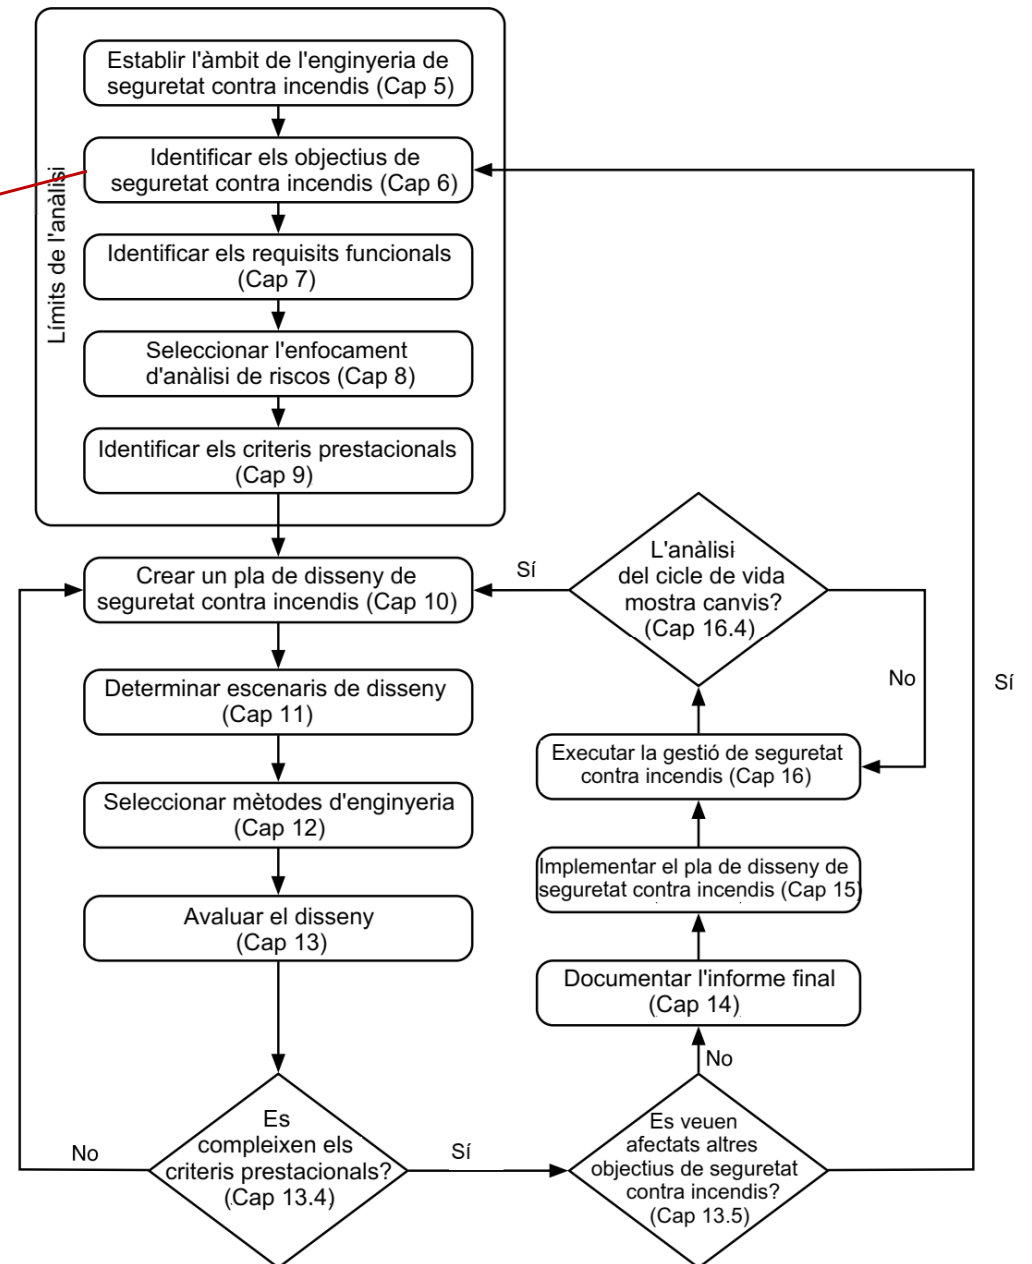 Límits de l'anàlisi
Establir l'àmbit de l'enginyeria de
seguretat contra incendis (Cap 5)
Identificar els objectius de
seguretat contra incendis (Cap 6)
Identificar els requisits funcionals
(Cap 7)
Seleccionar l'enfocament
d'anàlisi de riscos (Cap 8)
Identificar els criteris prestacionals
(Cap 9)
Crear un pla de disseny de
seguretat contra incendis (Cap 10)
Determinar escenaris de disseny
(Cap 11)
Seleccionar mètodes d'enginyeria
(Cap 12)
Avaluar el disseny
(Cap 13)
Es
compleixen els
criteris prestacionals?
(Cap 13.4)
No
Sí
Es veuen
afectats altres
objectius de seguretat
contra incendis?
(Cap 13.5)
No
Sí
Documentar l'informe final
(Cap 14)
Implementar el pla de disseny de
seguretat contra incendis (Cap 15)
Executar la gestió de seguretat
contra incendis (Cap 16)
L'anàlisi
del cicle de vida
mostra canvis?
(Cap 16.4)
Sí
No